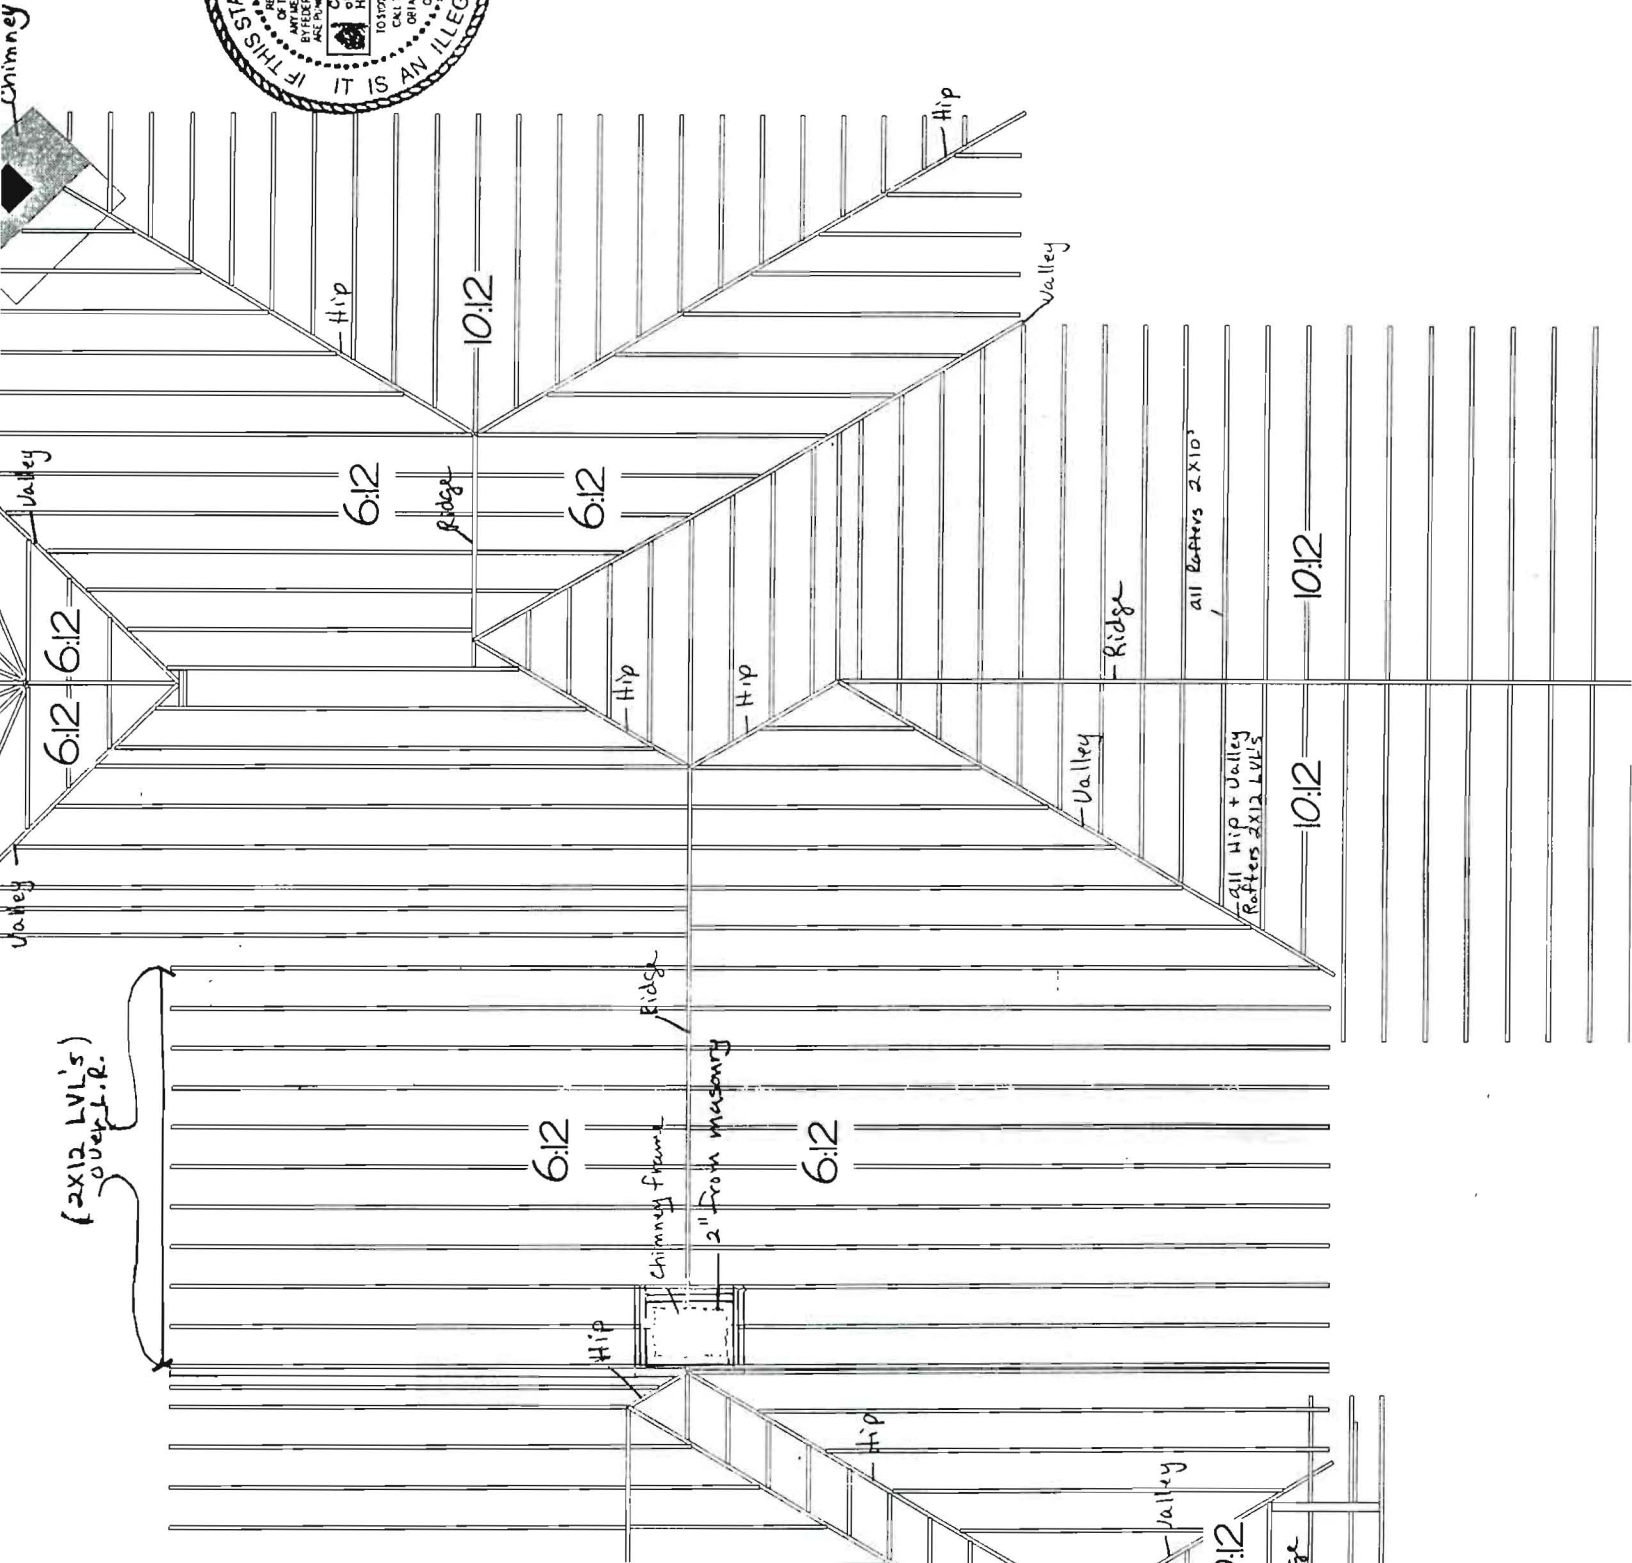 Chimney
IF THIS STA
IT IS AN ILLEG
Hip
Hip
10:12
Valley
Valley
6:12
Ridge
6:12
6:12
6:12
all Rafters 2x10's
10:12
Ridge
Hip
Hip
Valley
all Hip + Valley
Rafters 2x12 LVL's
10:12
Valley
Ridge
(2x12 LVL's)
over L.R.
6:12
6:12
Chimney frame
2" from masonry
Hip
Hip
Valley